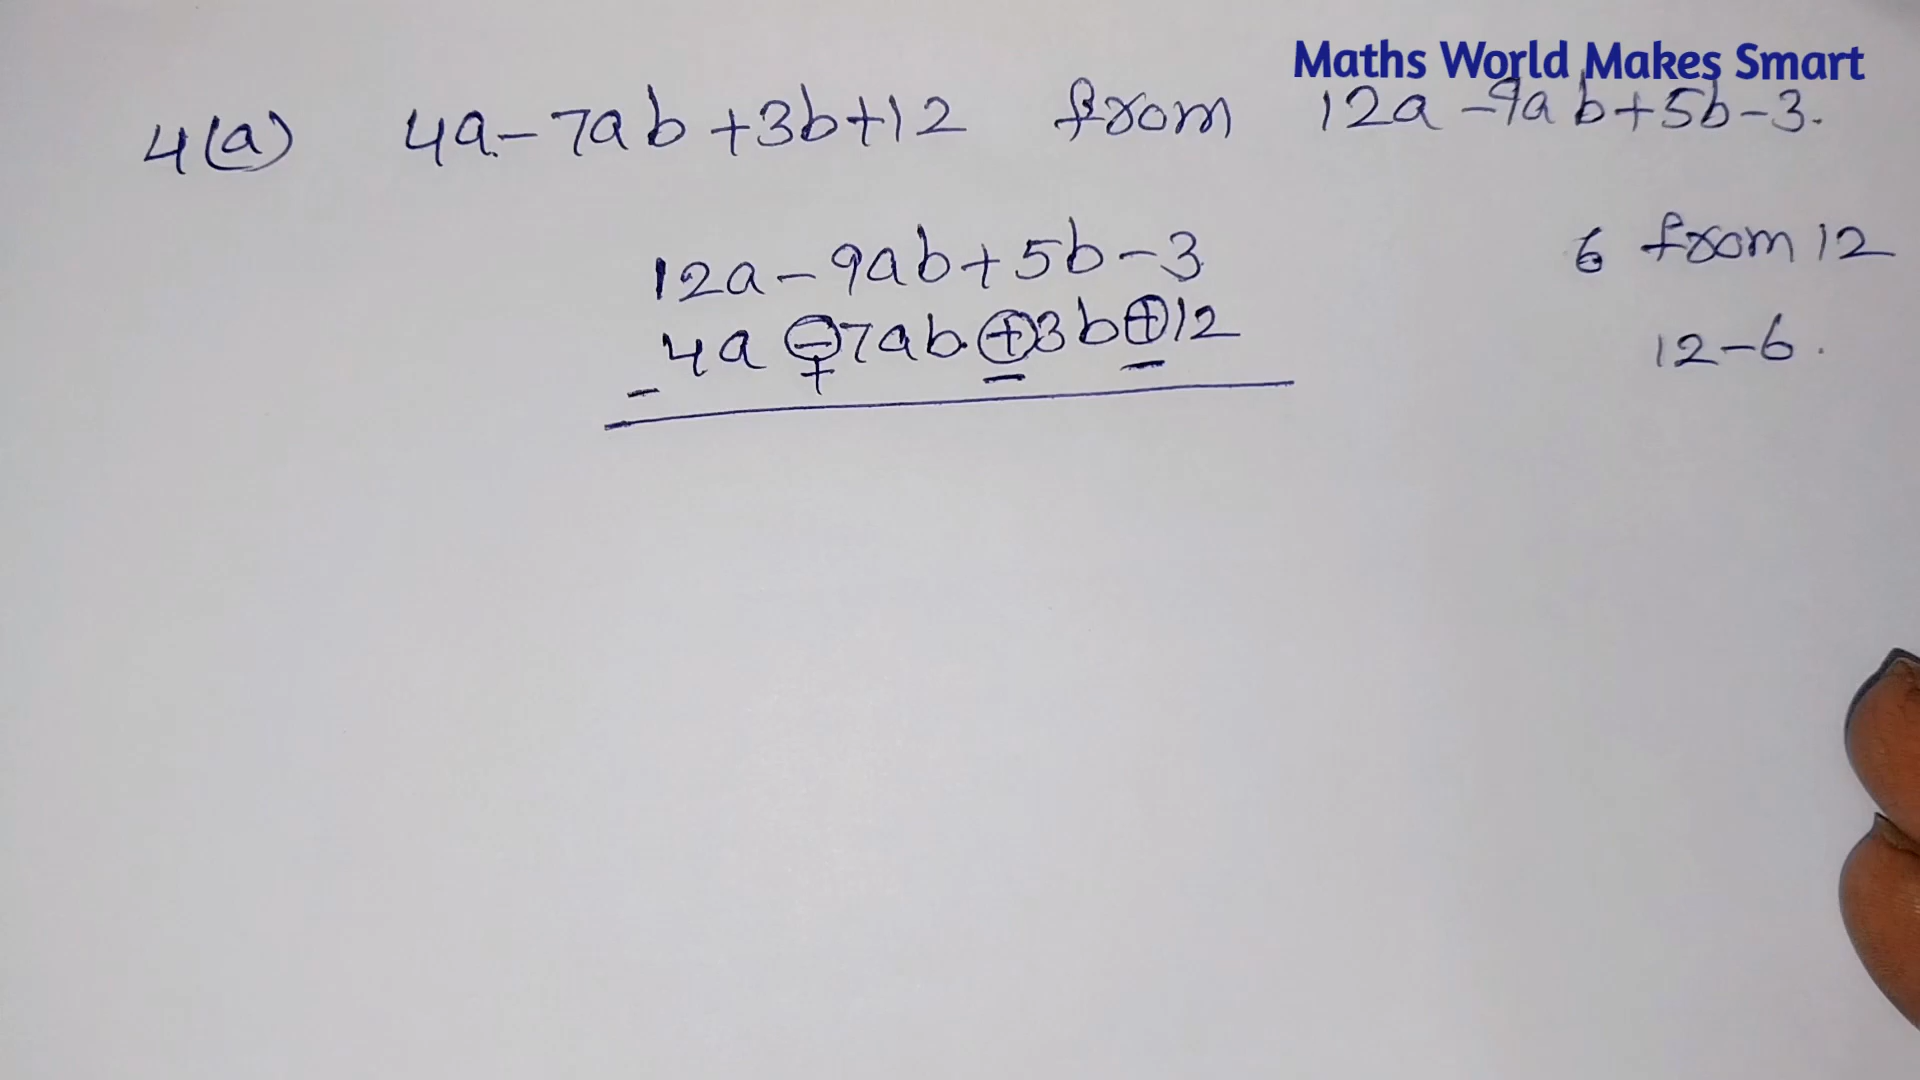 Maths World Makes Smart
4(a) 4a-7ab+3b+12 from 12a-9ab+5b-3.
12a-9ab+5b-3
6 from 12
4a-7ab+3b+12
12-6.
- + - -